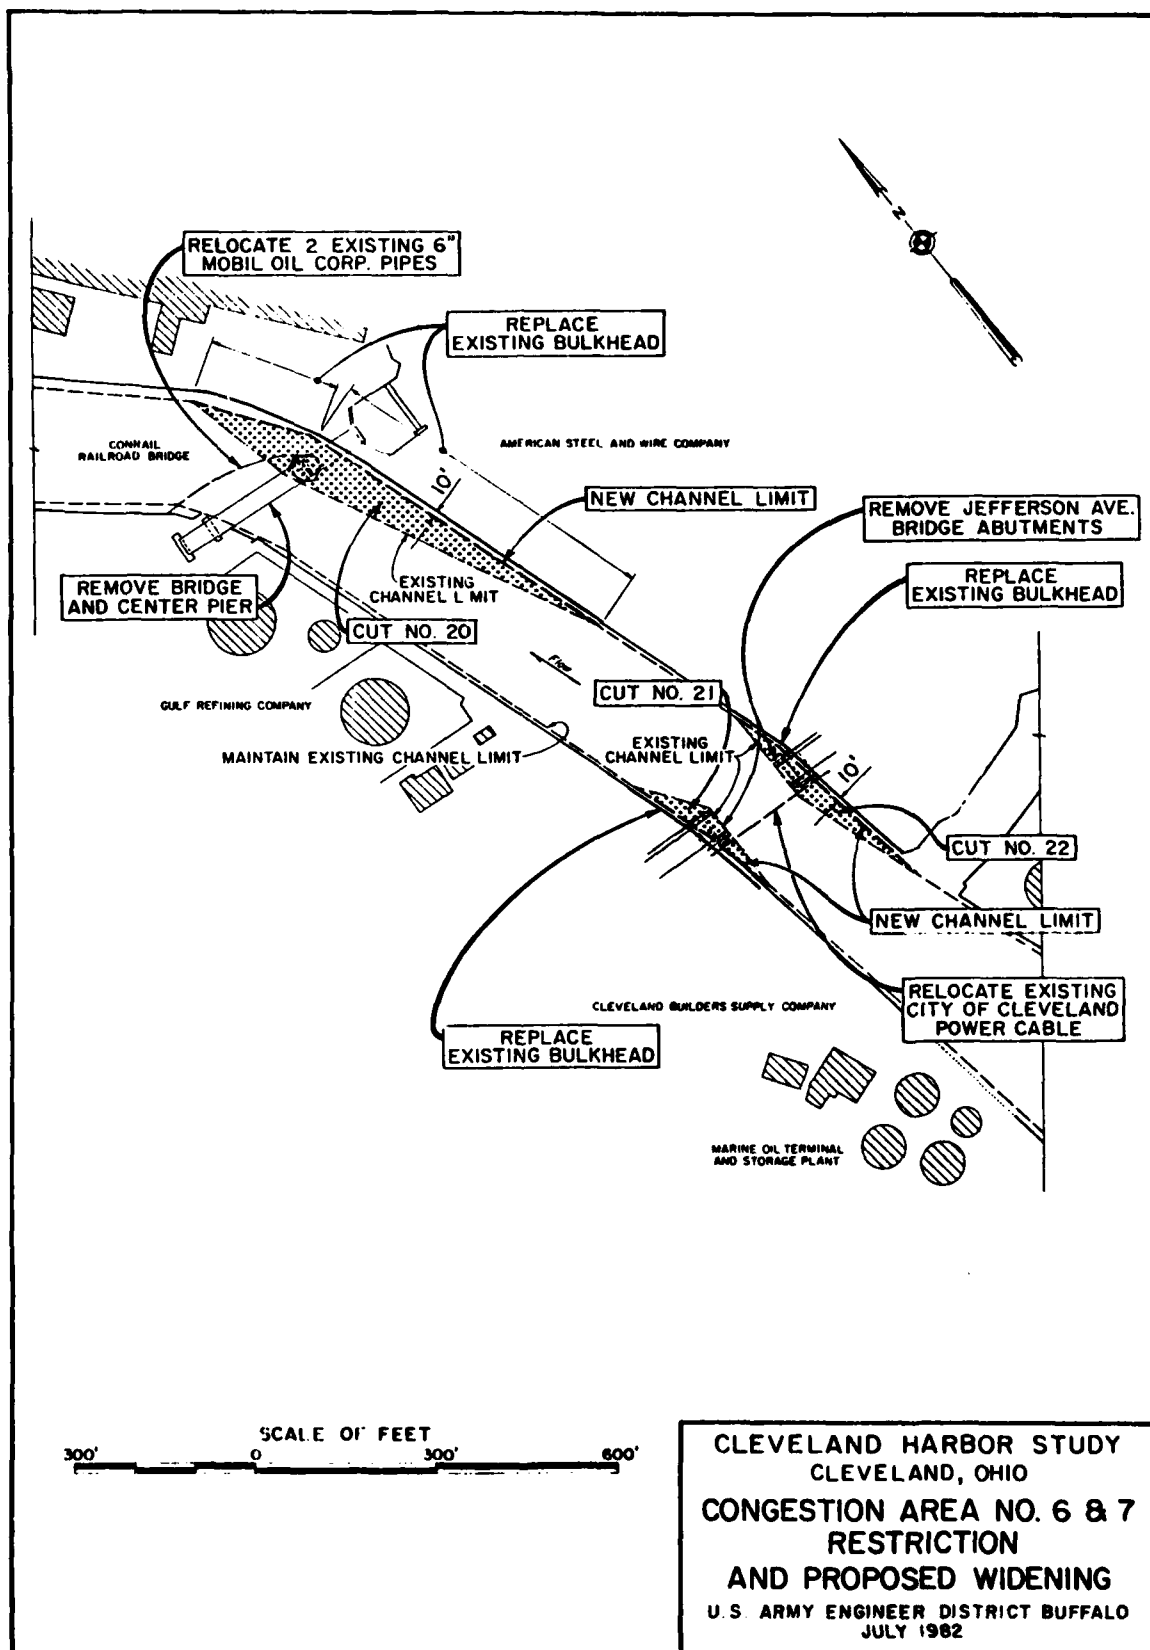 N
RELOCATE 2 EXISTING 6"
MOBIL OIL CORP. PIPES
REPLACE
EXISTING BULKHEAD
CONRAIL
RAILROAD BRIDGE
AMERICAN STEEL AND WIRE COMPANY
10'
NEW CHANNEL LIMIT
REMOVE JEFFERSON AVE.
BRIDGE ABUTMENTS
REMOVE BRIDGE
AND CENTER PIER
EXISTING
CHANNEL LIMIT
REPLACE
EXISTING BULKHEAD
CUT NO. 20
Flow
CUT NO. 21
GULF REFINING COMPANY
MAINTAIN EXISTING CHANNEL LIMIT
EXISTING
CHANNEL LIMIT
10'
CUT NO. 22
NEW CHANNEL LIMIT
RELOCATE EXISTING
CITY OF CLEVELAND
POWER CABLE
CLEVELAND BUILDERS SUPPLY COMPANY
REPLACE
EXISTING BULKHEAD
MARINE OIL TERMINAL
AND STORAGE PLANT
SCALE OF FEET
300' 0 300' 600'
CLEVELAND HARBOR STUDY
CLEVELAND, OHIO
CONGESTION AREA NO. 6 & 7
RESTRICTION
AND PROPOSED WIDENING
U.S. ARMY ENGINEER DISTRICT BUFFALO
JULY 1982